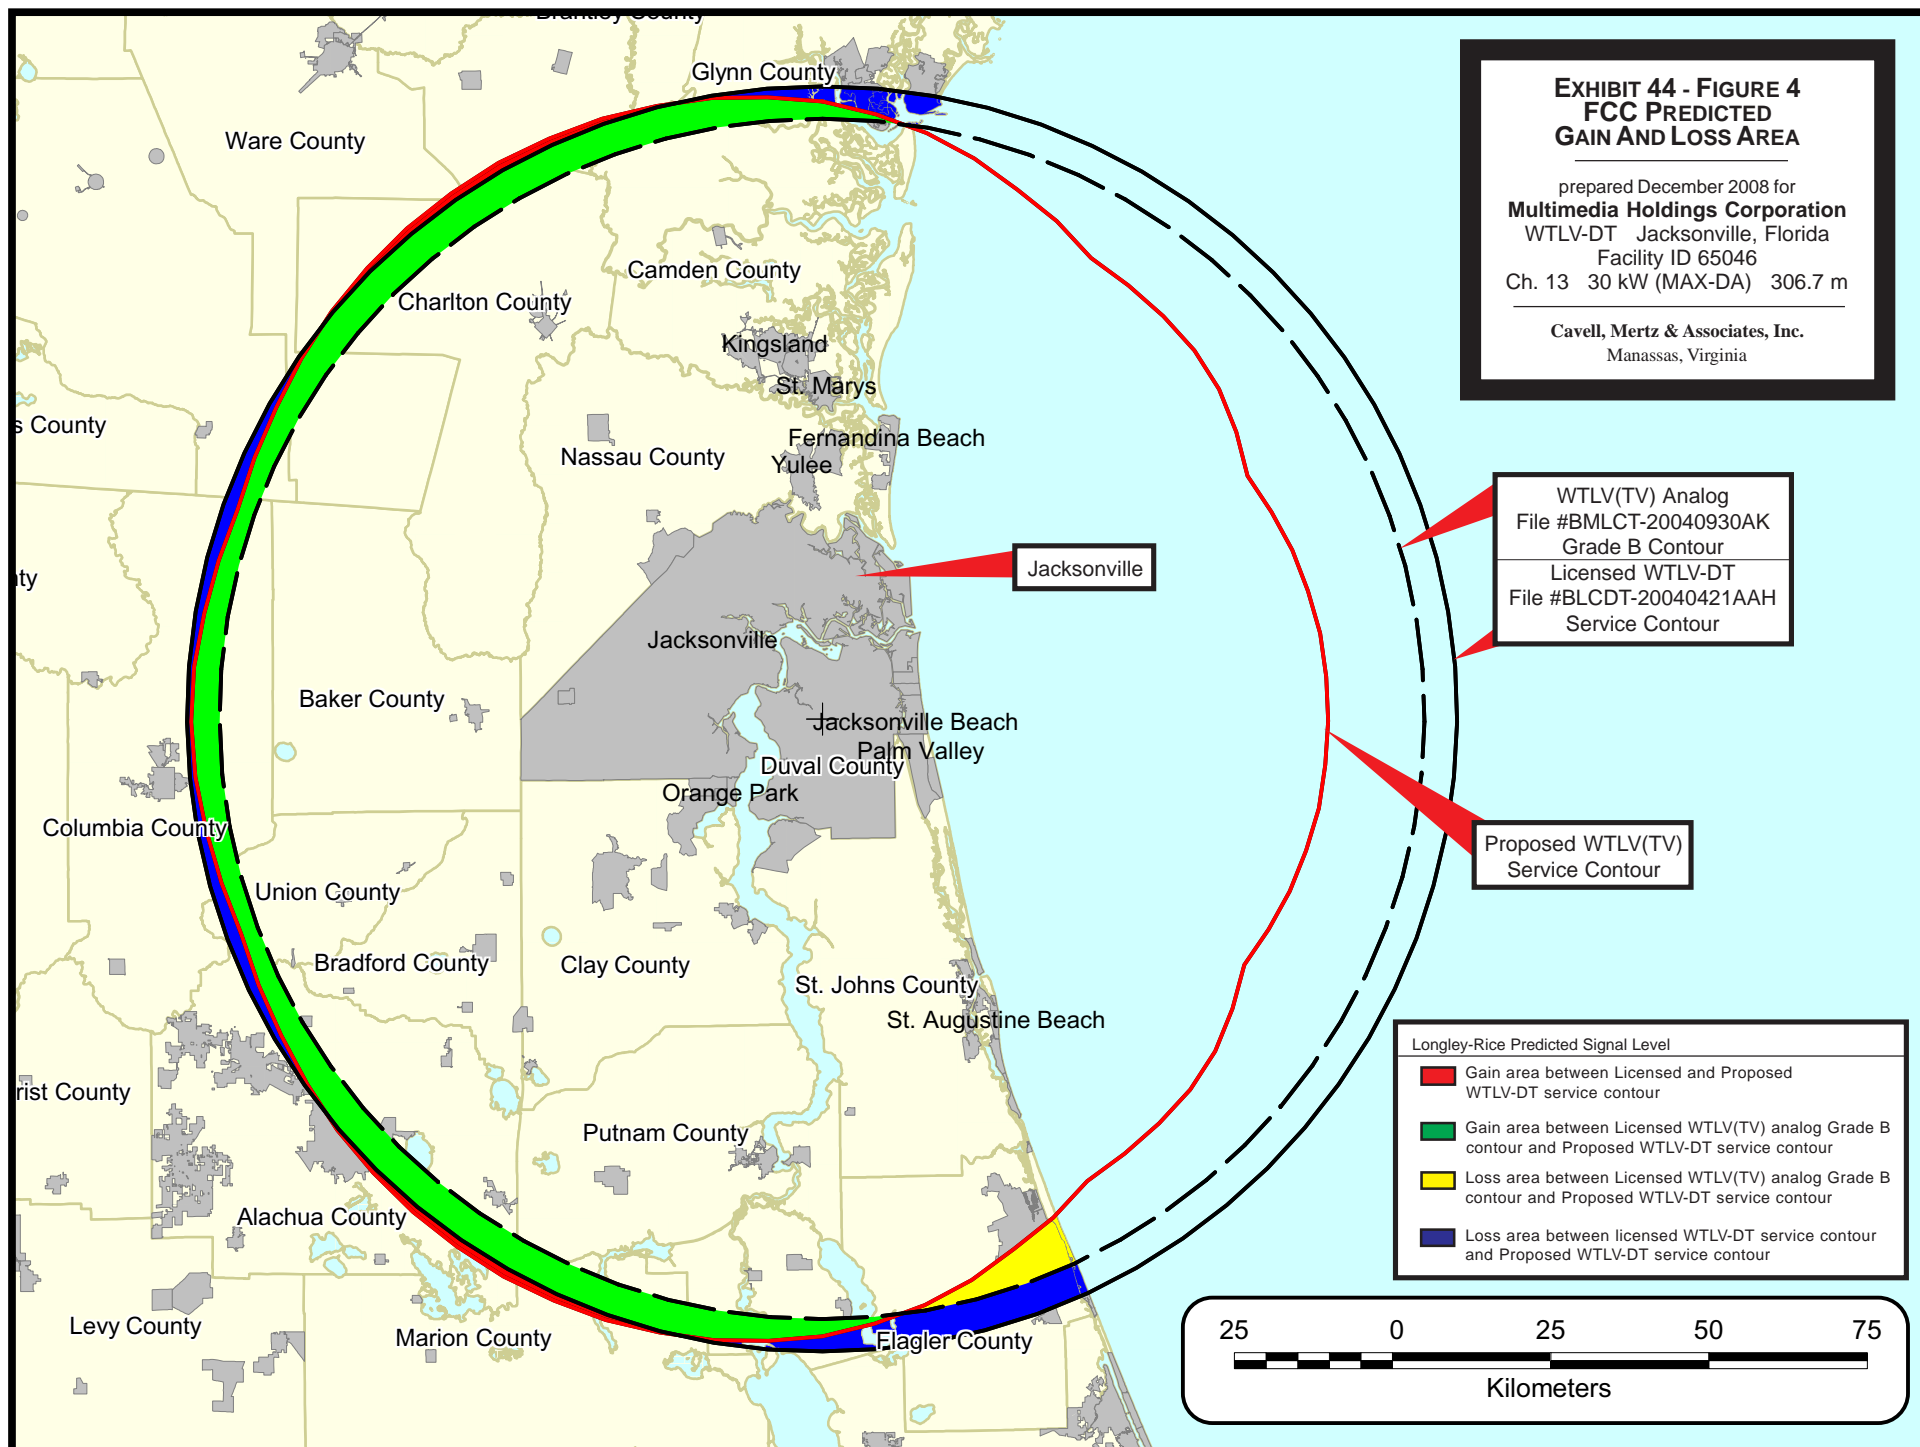 Brantley County
Glynn County
Ware County
Camden County
Charlton County
Kingsland
St. Marys
s County
Fernandina Beach
Nassau County
Yulee
nty
Jacksonville
Jacksonville
Baker County
Jacksonville Beach
Palm Valley
Duval County
Orange Park
Columbia County
Union County
Bradford County
Clay County
St. Johns County
St. Augustine Beach
rist County
Putnam County
Alachua County
Levy County
Marion County
Flagler County
EXHIBIT 44 - FIGURE 4
FCC PREDICTED
GAIN AND LOSS AREA
prepared December 2008 for
Multimedia Holdings Corporation
WTLV-DT Jacksonville, Florida
Facility ID 65046
Ch. 13 30 kW (MAX-DA) 306.7 m
Cavell, Mertz & Associates, Inc.
Manassas, Virginia
WTLV(TV) Analog
File #BMLCT-20040930AK
Grade B Contour
Licensed WTLV-DT
File #BLCDT-20040421AAH
Service Contour
Proposed WTLV(TV)
Service Contour
Longley-Rice Predicted Signal Level
Gain area between Licensed and Proposed
WTLV-DT service contour
Gain area between Licensed WTLV(TV) analog Grade B
contour and Proposed WTLV-DT service contour
Loss area between Licensed WTLV(TV) analog Grade B
contour and Proposed WTLV-DT service contour
Loss area between licensed WTLV-DT service contour
and Proposed WTLV-DT service contour
25 0 25 50 75
Kilometers